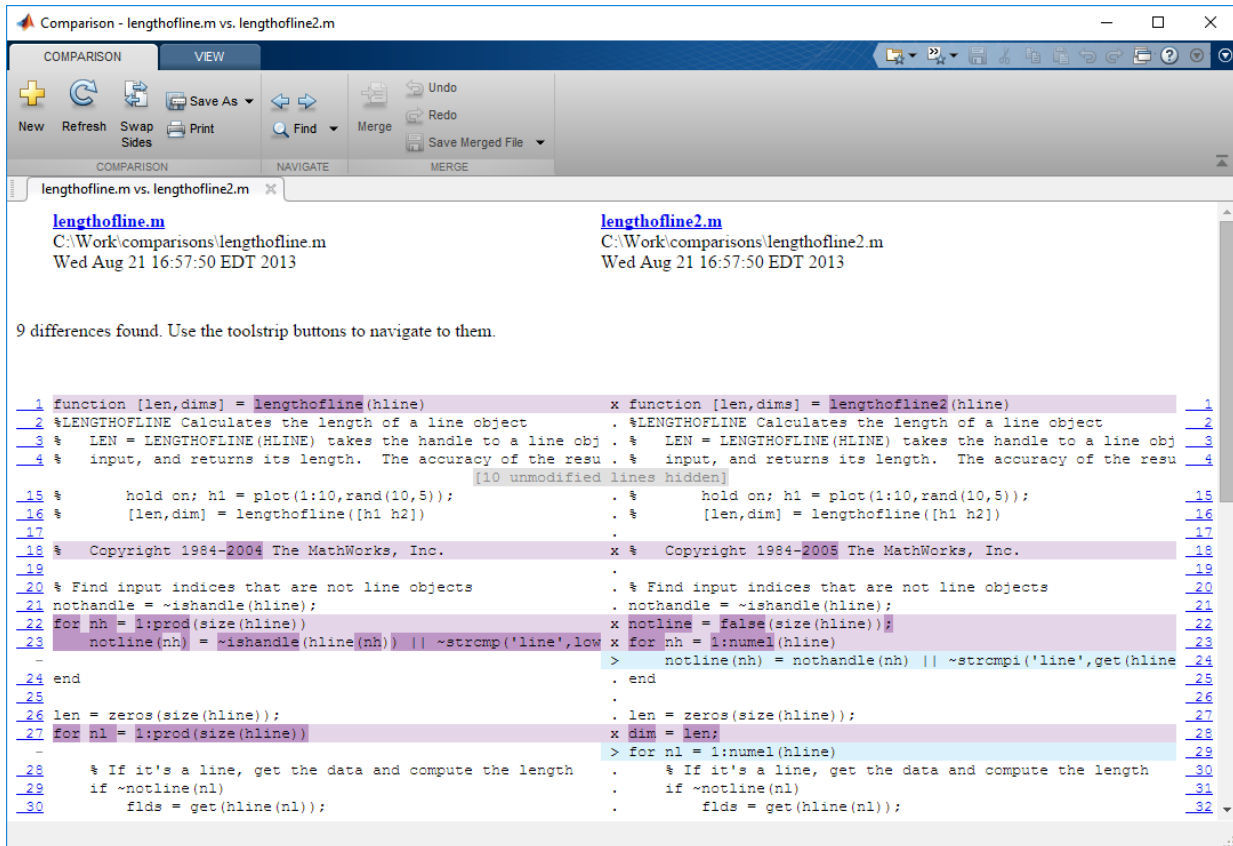 Comparison - lengthofline.m vs. lengthofline2.m
COMPARISON VIEW
New Refresh Swap Sides Save As Print Find Merge Undo Redo Save Merged File
COMPARISON NAVIGATE MERGE
lengthofline.m vs. lengthofline2.m
lengthofline.m lengthofline2.m
C:\Work\comparisons\lengthofline.m C:\Work\comparisons\lengthofline2.m
Wed Aug 21 16:57:50 EDT 2013 Wed Aug 21 16:57:50 EDT 2013
9 differences found. Use the toolstrip buttons to navigate to them.
1 function [len,dims] = lengthofline(hline) x function [len,dims] = lengthofline2(hline) 1
2 %LENGTHOFLINE Calculates the length of a line object . %LENGTHOFLINE Calculates the length of a line object 2
3 % LEN = LENGTHOFLINE(HLINE) takes the handle to a line obj . % LEN = LENGTHOFLINE(HLINE) takes the handle to a line obj 3
4 % input, and returns its length. The accuracy of the resu . % input, and returns its length. The accuracy of the resu 4
[10 unmodified lines hidden]
15 % hold on; h1 = plot(1:10,rand(10,5)); . % hold on; h1 = plot(1:10,rand(10,5)); 15
16 % [len,dim] = lengthofline([h1 h2]) . % [len,dim] = lengthofline([h1 h2]) 16
17 . 17
18 % Copyright 1984-2004 The MathWorks, Inc. x % Copyright 1984-2005 The MathWorks, Inc. 18
19 . 19
20 % Find input indices that are not line objects . % Find input indices that are not line objects 20
21 nothandle = ~ishandle(hline); . nothandle = ~ishandle(hline); 21
22 for nh = 1:prod(size(hline)) x notline = false(size(hline)); 22
23 notline(nh) = ~ishandle(hline(nh)) || ~strcmp('line',low x for nh = 1:numel(hline) 23
- > notline(nh) = nothandle(nh) || ~strcmpi('line',get(hline 24
24 end . end 25
25 . 26
26 len = zeros(size(hline)); . len = zeros(size(hline)); 27
27 for nl = 1:prod(size(hline)) x dim = len; 28
- > for nl = 1:numel(hline) 29
28 % If it's a line, get the data and compute the length . % If it's a line, get the data and compute the length 30
29 if ~notline(nl) . if ~notline(nl) 31
30 flds = get(hline(nl)); . flds = get(hline(nl)); 32